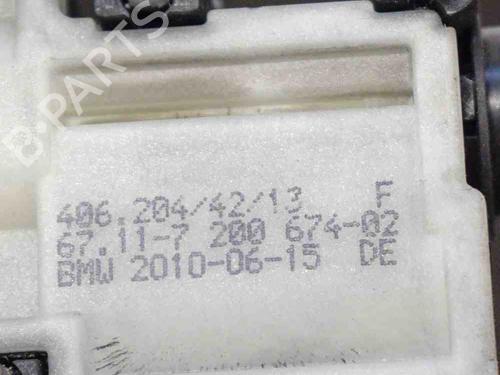 B-PARTS
406.204/42/13 F
67.11-7 200 674-02
BMW 2010-06-15 DE